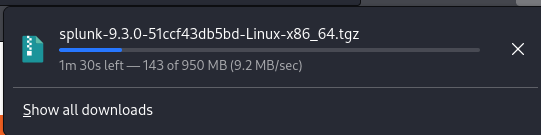 splunk-9.3.0-51ccf43db5bd-Linux-x86_64.tgz
1m 30s left — 143 of 950 MB (9.2 MB/sec)
Show all downloads